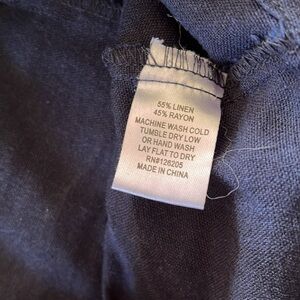 55% LINEN
45% RAYON
MACHINE WASH COLD
TUMBLE DRY LOW
OR HAND WASH
LAY FLAT TO DRY
RN#126205
MADE IN CHINA